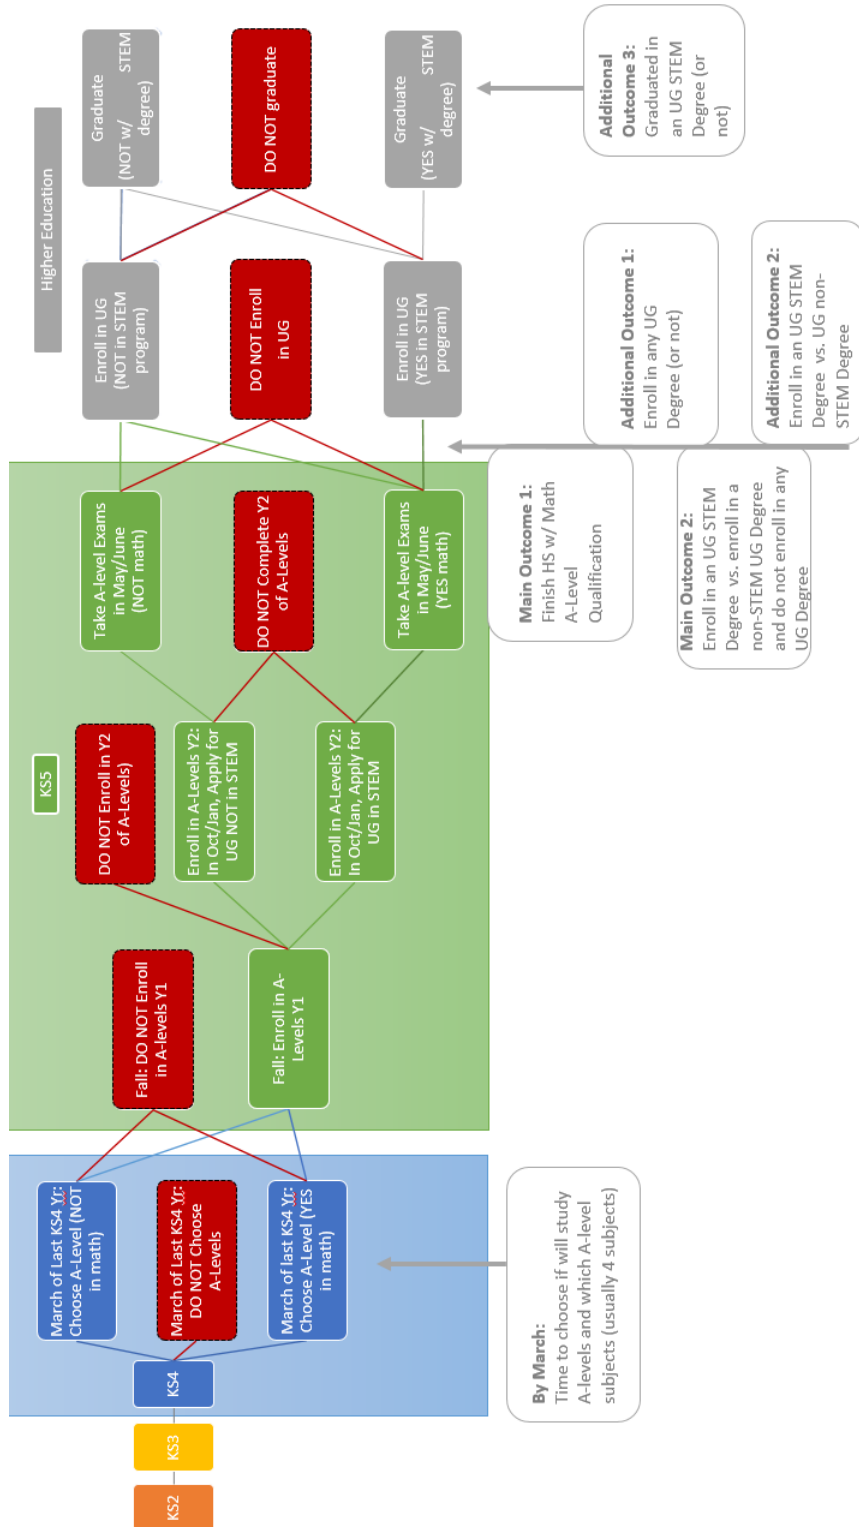 KS2
KS3
KS4
March of Last KS4 Yr:
Choose A-Level (NOT
in math)
March of Last KS4 Yr:
DO NOT Choose
A-Levels
March of last KS4 Yr:
Choose A-Level (YES
in math)
By March:
Time to choose if will study
A-levels and which A-level
subjects (usually 4 subjects)
KS5
Fall: DO NOT Enroll
in A-levels Y1
Fall: Enroll in A-
Levels Y1
DO NOT Enroll in Y2
of A-Levels)
Enroll in A-Levels Y2:
In Oct/Jan, Apply for
UG NOT in STEM
Enroll in A-Levels Y2:
In Oct/Jan, Apply for
UG in STEM
Take A-level Exams
in May/June
(NOT math)
DO NOT Complete Y2
of A-Levels
Take A-level Exams
in May/June
(YES math)
Main Outcome 1:
Finish HS w/ Math
A-Level
Qualification
Main Outcome 2:
Enroll in an UG STEM
Degree vs. enroll in a
non-STEM UG Degree
and do not enroll in any
UG Degree
Higher Education
Enroll in UG
(NOT in STEM
program)
DO NOT Enroll
in UG
Enroll in UG
(YES in STEM
program)
Additional Outcome 1:
Enroll in any UG
Degree (or not)
Additional Outcome 2:
Enroll in an UG STEM
Degree vs. UG non-
STEM Degree
Graduate
(NOT w/ STEM
degree)
DO NOT graduate
Graduate
(YES w/ STEM
degree)
Additional
Outcome 3:
Graduated in
an UG STEM
Degree (or
not)